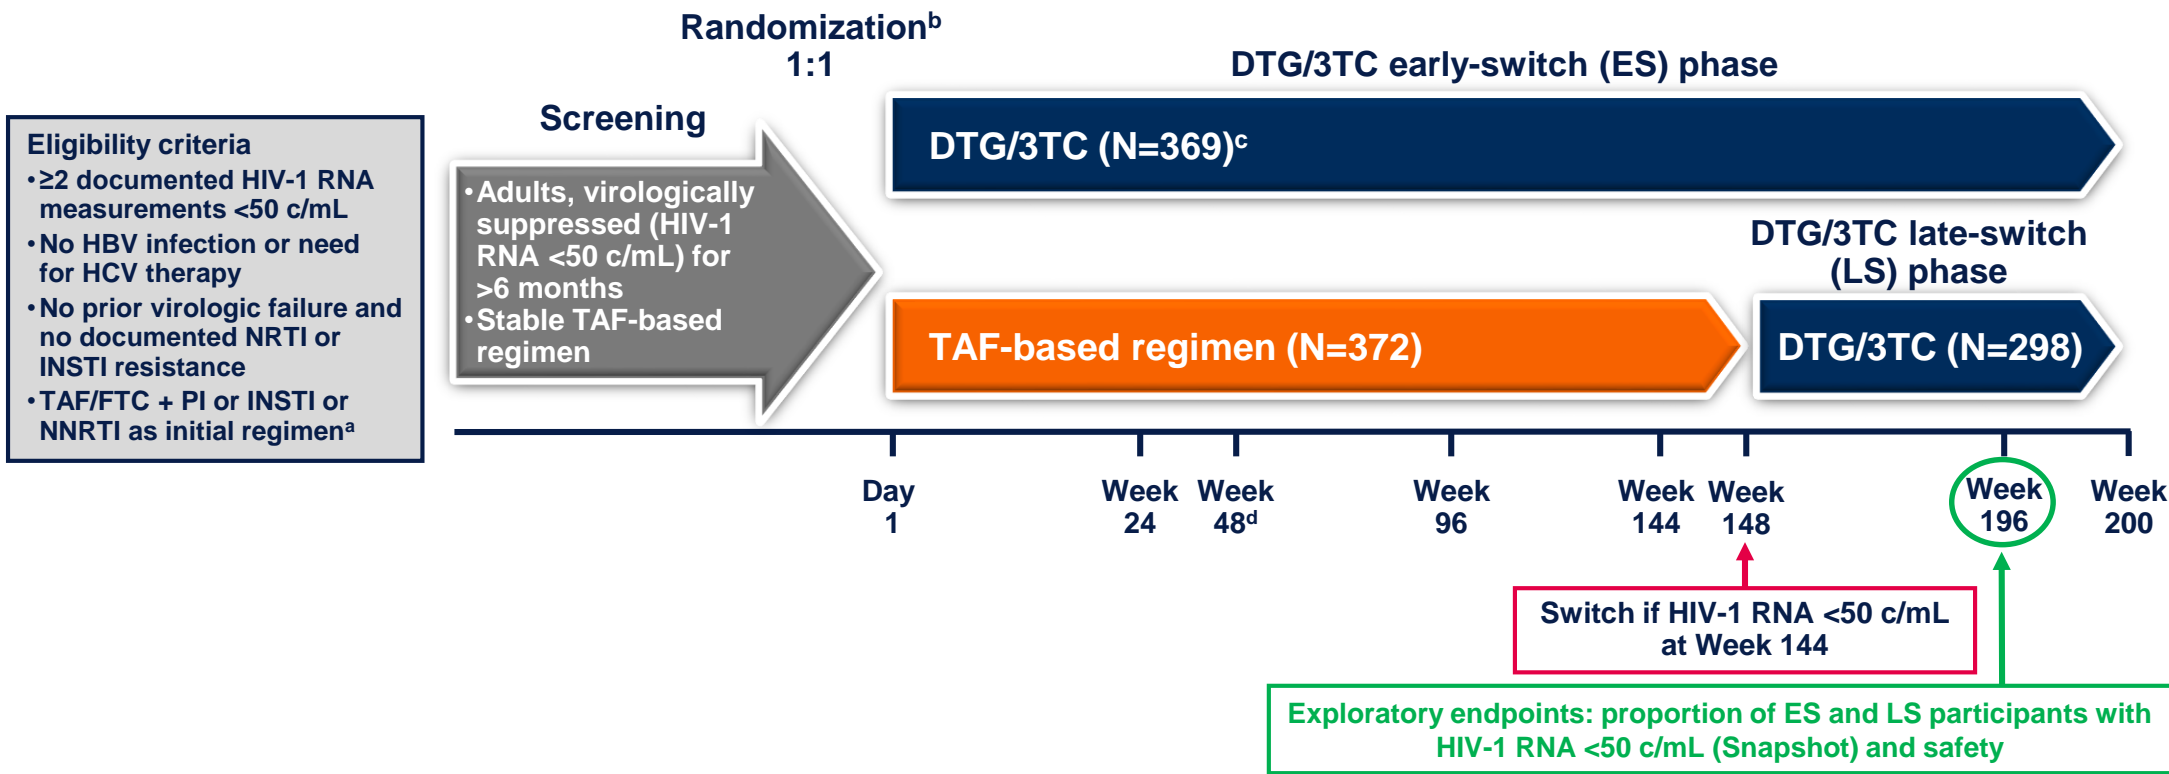 Randomizationᵇ
1:1
DTG/3TC early-switch (ES) phase
Screening
Eligibility criteria
•≥2 documented HIV-1 RNA
measurements <50 c/mL
•No HBV infection or need
for HCV therapy
•No prior virologic failure and
no documented NRTI or
INSTI resistance
•TAF/FTC + PI or INSTI or
NNRTI as initial regimenᵃ
•Adults, virologically
suppressed (HIV-1
RNA <50 c/mL) for
>6 months
•Stable TAF-based
regimen
DTG/3TC (N=369)ᶜ
DTG/3TC late-switch
(LS) phase
TAF-based regimen (N=372)
DTG/3TC (N=298)
Day
1
Week
24
Week
48ᵈ
Week
96
Week
144
Week
148
Week
196
Week
200
Switch if HIV-1 RNA <50 c/mL
at Week 144
Exploratory endpoints: proportion of ES and LS participants with
HIV-1 RNA <50 c/mL (Snapshot) and safety